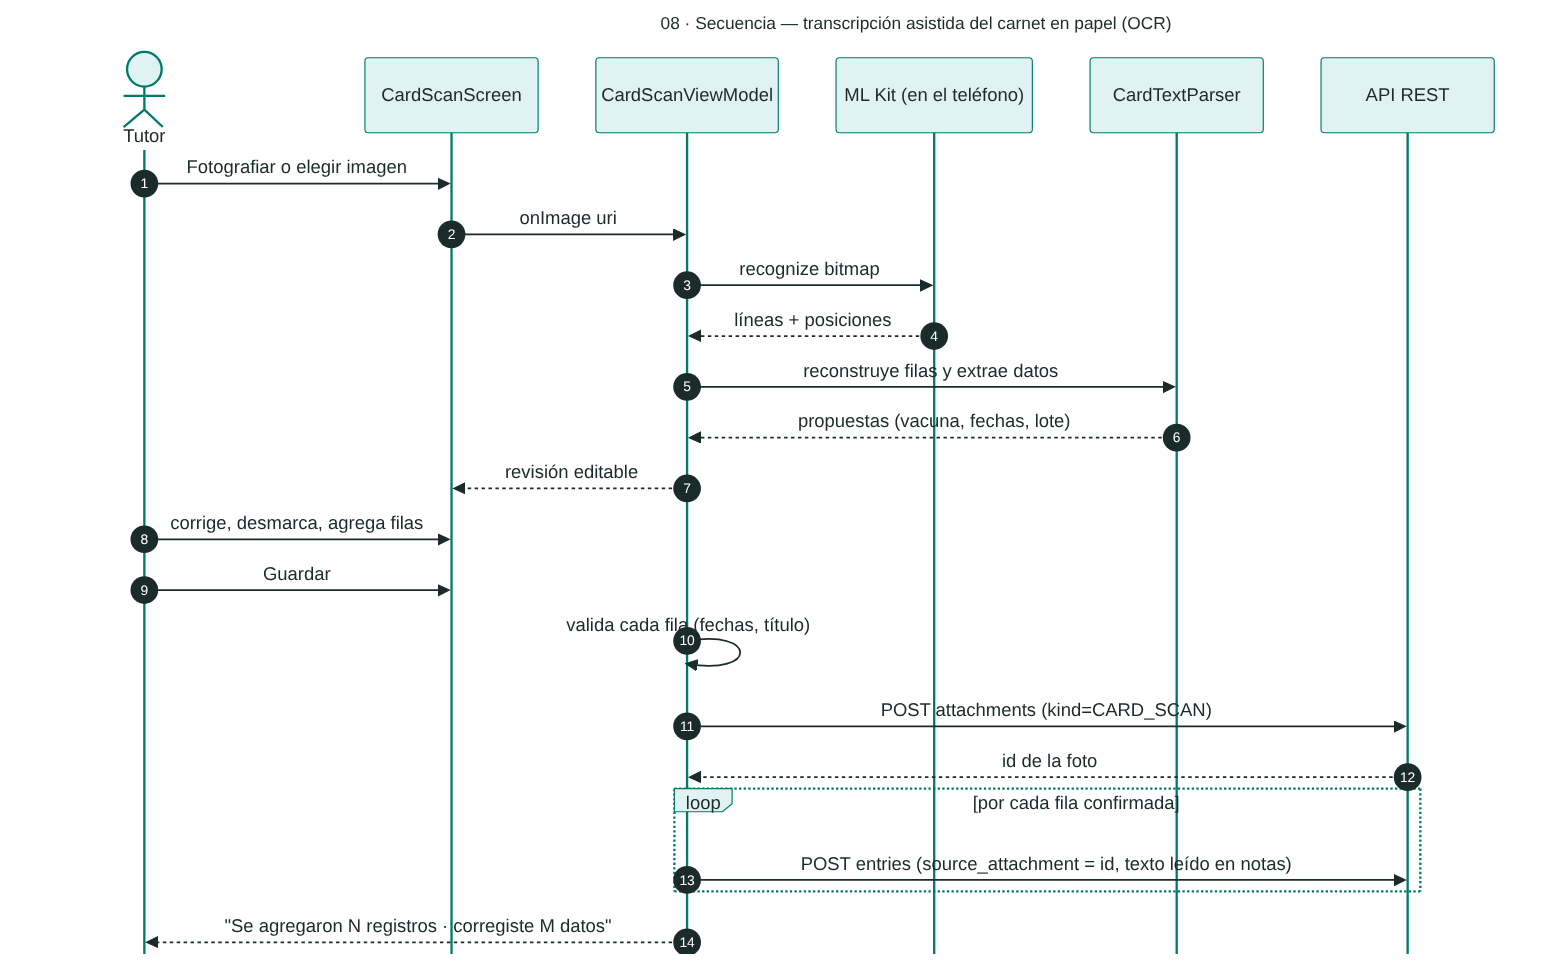 08 · Secuencia — transcripción asistida del carnet en papel (OCR)
Tutor
CardScanScreen
CardScanViewModel
ML Kit (en el teléfono)
CardTextParser
API REST
1
Fotografiar o elegir imagen
2
onImage uri
3
recognize bitmap
4
líneas + posiciones
5
reconstruye filas y extrae datos
6
propuestas (vacuna, fechas, lote)
7
revisión editable
8
corrige, desmarca, agrega filas
9
Guardar
10
valida cada fila (fechas, título)
11
POST attachments (kind=CARD_SCAN)
12
id de la foto
loop
[por cada fila confirmada]
13
POST entries (source_attachment = id, texto leído en notas)
14
"Se agregaron N registros · corregiste M datos"